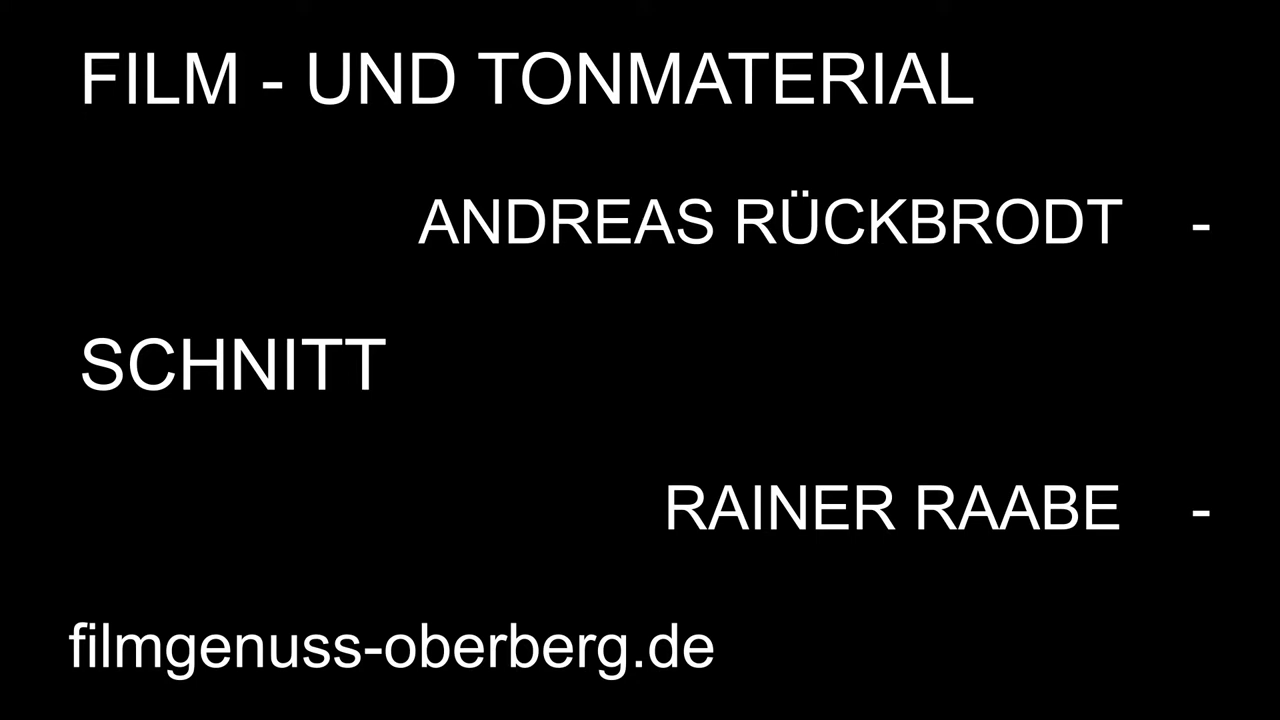 FILM - UND TONMATERIAL
ANDREAS RÜCKBRODT -
SCHNITT
RAINER RAABE -
filmgenuss-oberberg.de